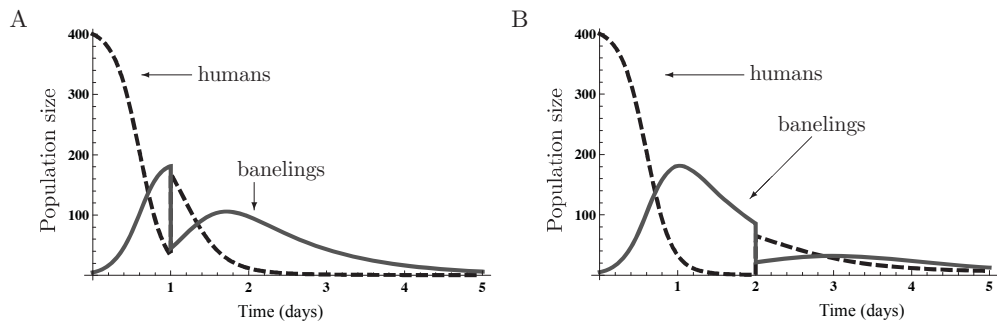 A
Population size
400
300
200
100
humans
banelings
1
2
3
4
5
Time (days)
B
Population size
400
300
200
100
humans
banelings
1
2
3
4
5
Time (days)